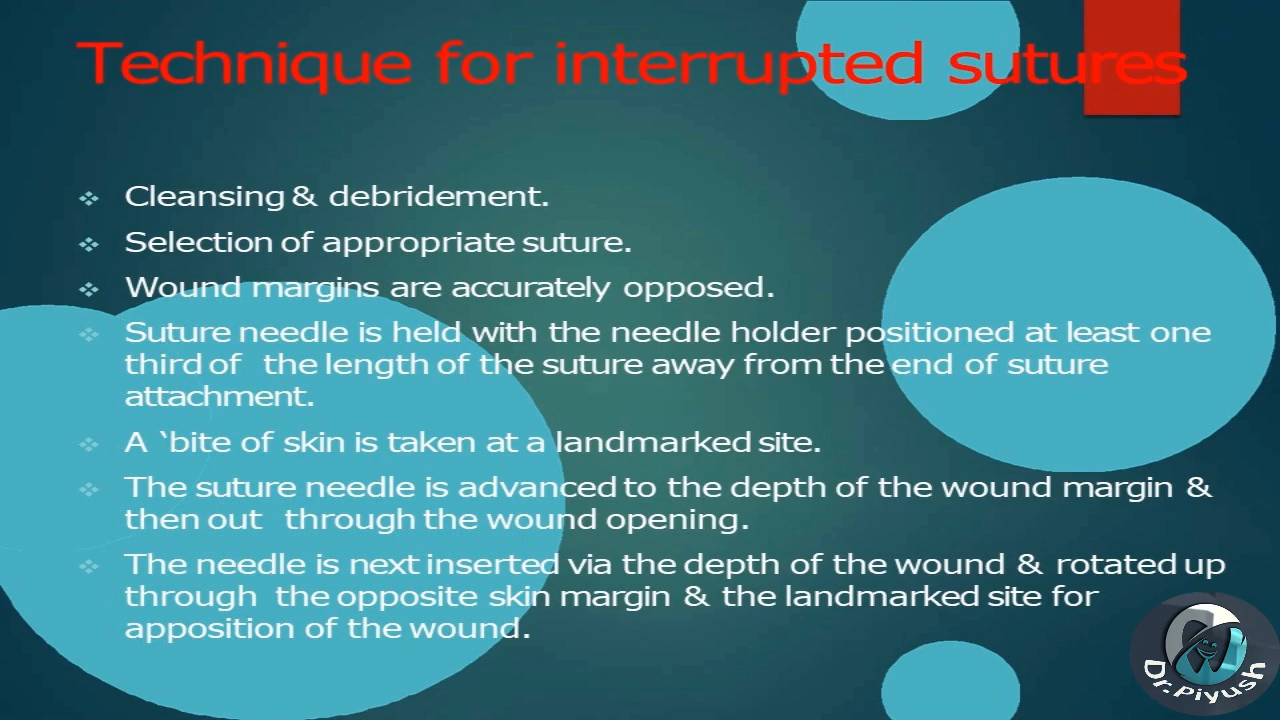 Technique for interrupted sutures
Cleansing & debridement.
Selection of appropriate suture.
Wound margins are accurately opposed.
Suture needle is held with the needle holder positioned at least one
third of the length of the suture away from the end of suture
attachment.
A ‘bite of skin is taken at a landmarked site.
The suture needle is advanced to the depth of the wound margin &
then out through the wound opening.
The needle is next inserted via the depth of the wound & rotated up
through the opposite skin margin & the landmarked site for
apposition of the wound.
Dr.Piyush